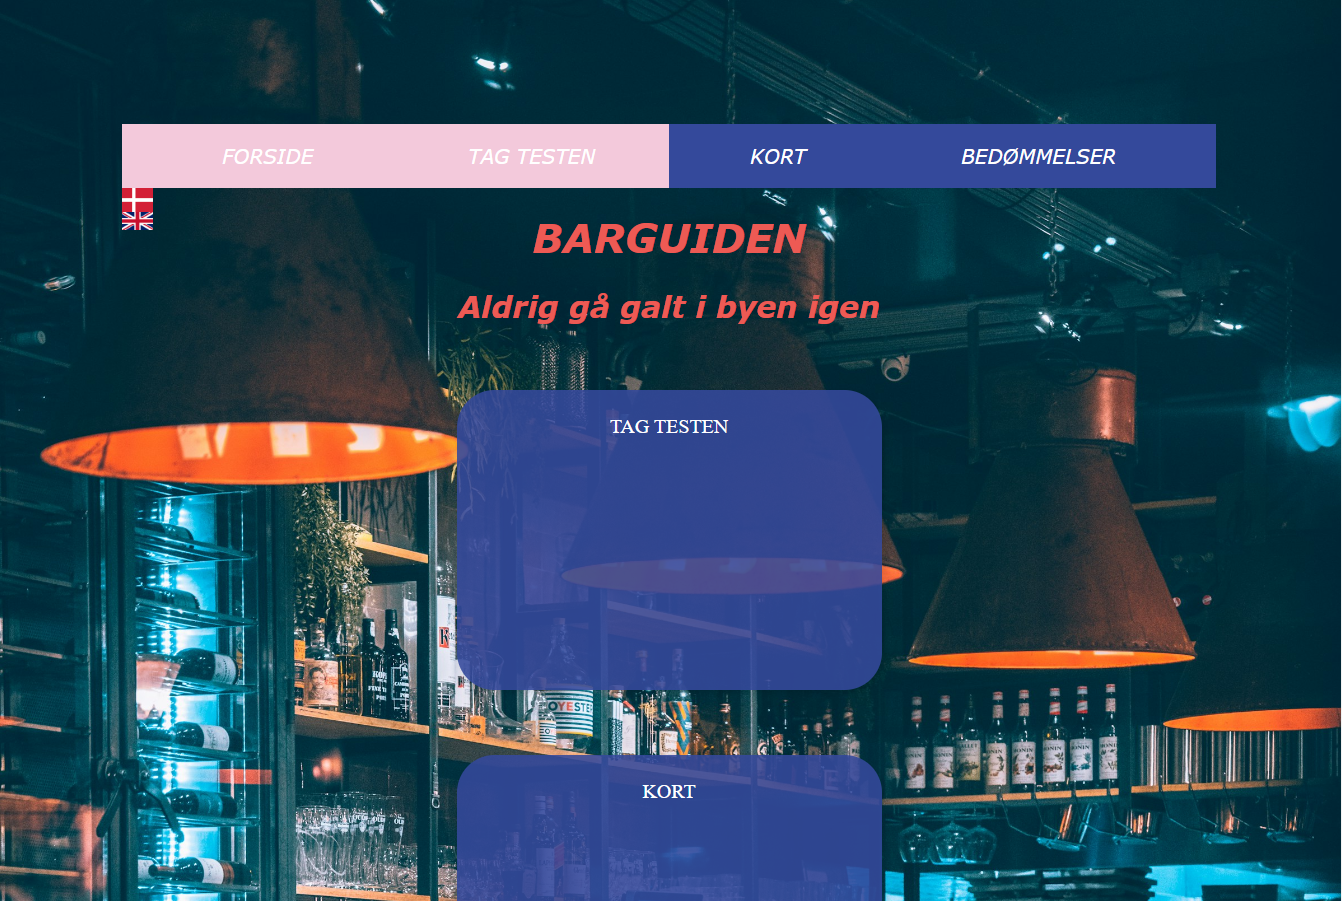 FORSIDE TAG TESTEN KORT BEDØMMELSER
BARGUIDEN
Aldrig gå galt i byen igen
TAG TESTEN
KORT